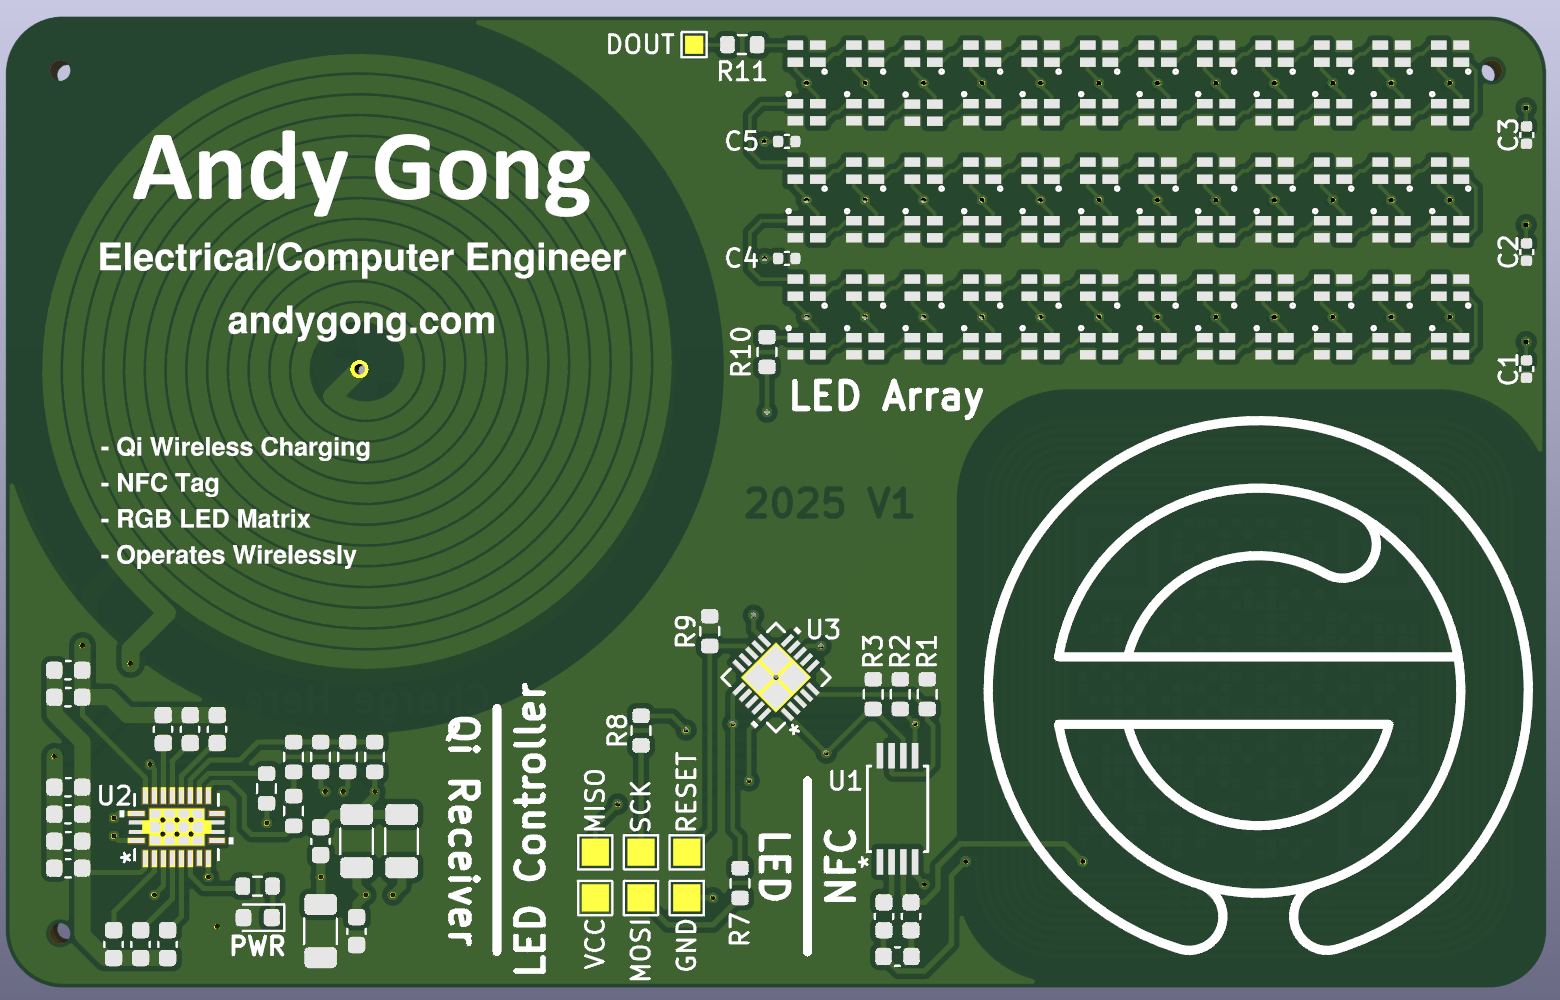 DOUT
R11
Andy Gong
Electrical/Computer Engineer
andygong.com
- Qi Wireless Charging
- NFC Tag
- RGB LED Matrix
- Operates Wirelessly
C5
C4
C3
C2
C1
R10
LED Array
2025 V1
R9
U3
R3
R2
R1
R8
U1
U2
*
*
*
MISO
SCK
RESET
VCC
MOSI
GND
R7
PWR
Qi Receiver
LED Controller
LED
NFC